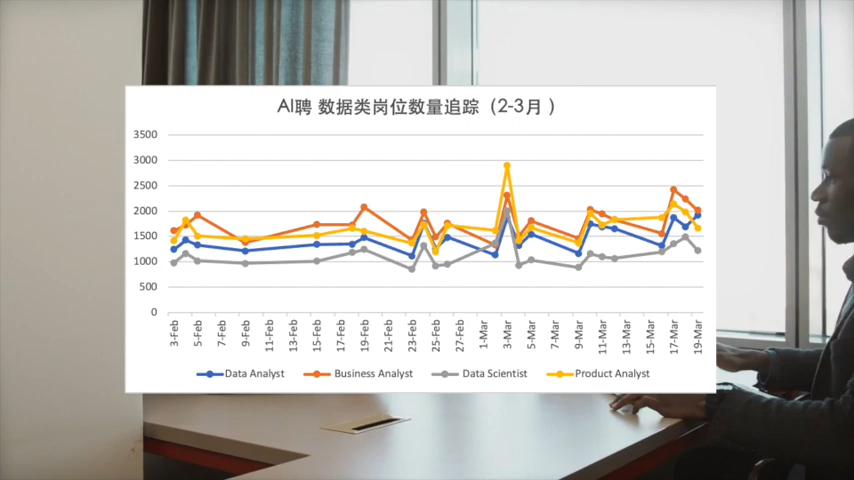 AI聘 数据类岗位数量追踪（2-3月 ）
3500
3000
2500
2000
1500
1000
500
0
3-Feb 5-Feb 7-Feb 9-Feb 11-Feb 13-Feb 15-Feb 17-Feb 19-Feb 21-Feb 23-Feb 25-Feb 27-Feb 1-Mar 3-Mar 5-Mar 7-Mar 9-Mar 11-Mar 13-Mar 15-Mar 17-Mar 19-Mar
Data Analyst Business Analyst Data Scientist Product Analyst